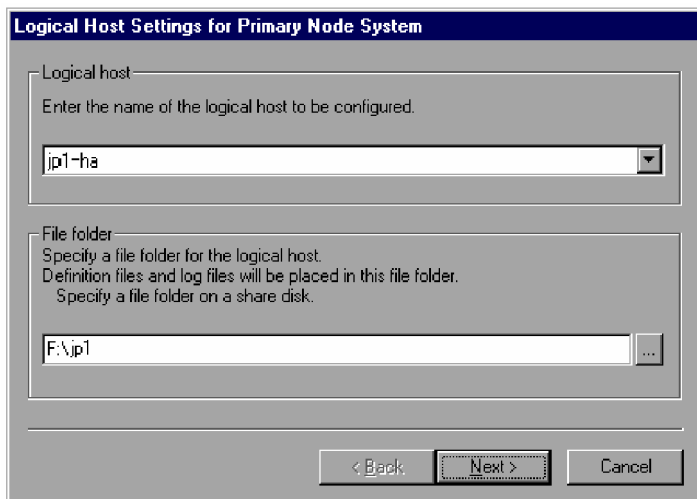 Logical Host Settings for Primary Node System
Logical host
Enter the name of the logical host to be configured.
jp1-ha
File folder
Specify a file folder for the logical host.
Definition files and log files will be placed in this file folder.
Specify a file folder on a share disk.
F:\jp1
...
< Back
Next >
Cancel